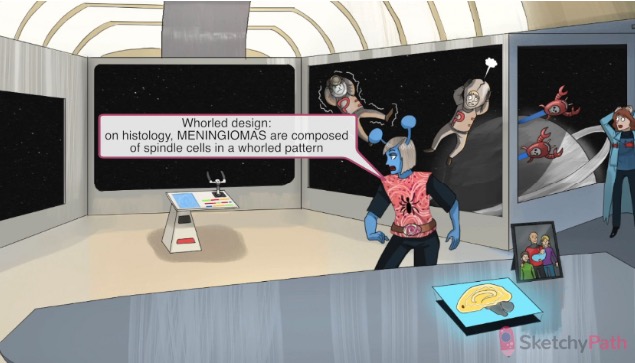 Whorled design:
on histology, MENINGIOMAS are composed
of spindle cells in a whorled pattern
SketchyPath